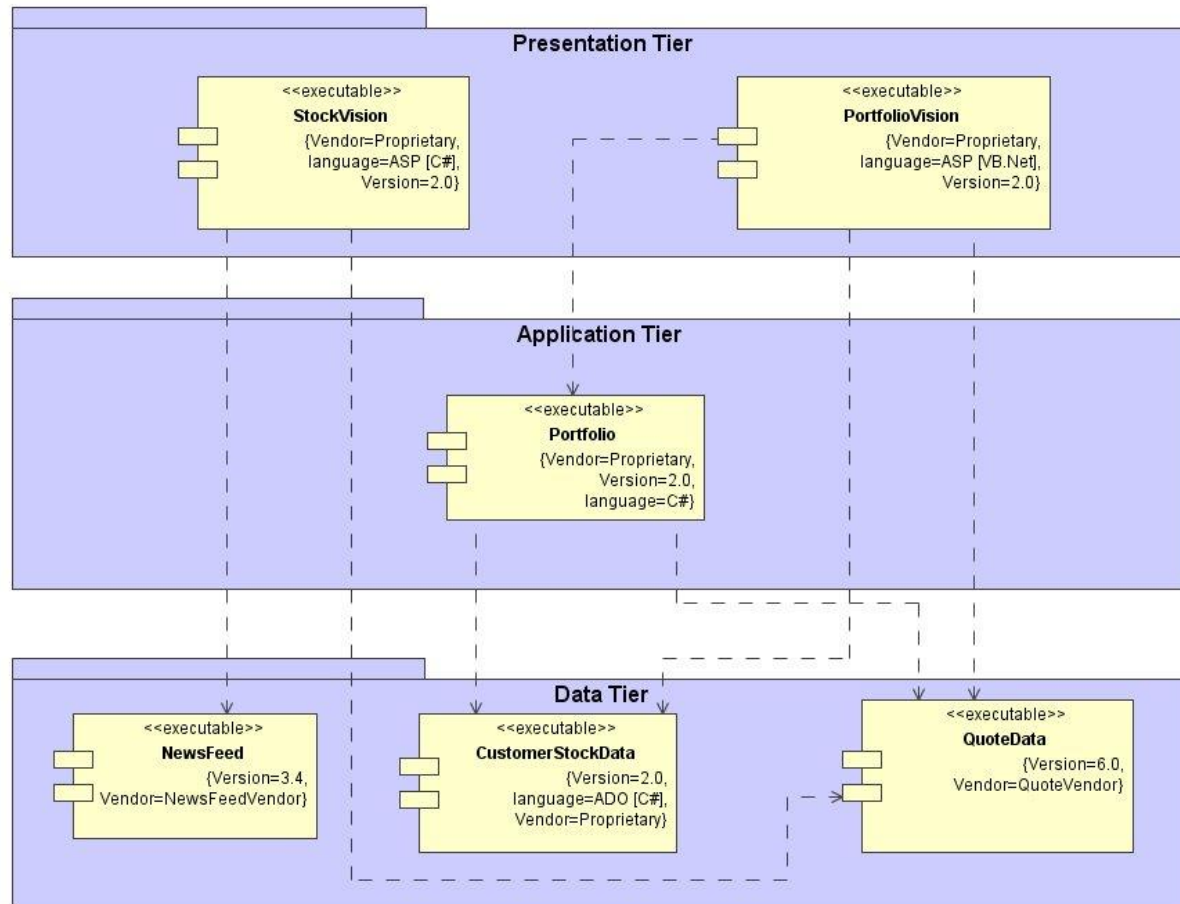 Presentation Tier
<<executable>>
StockVision
{Vendor=Proprietary,
language=ASP [C#],
Version=2.0}
<<executable>>
PortfolioVision
{Vendor=Proprietary,
language=ASP [VB.Net],
Version=2.0}
Application Tier
<<executable>>
Portfolio
{Vendor=Proprietary,
Version=2.0,
language=C#}
Data Tier
<<executable>>
NewsFeed
{Version=3.4,
Vendor=NewsFeedVendor}
<<executable>>
CustomerStockData
{Version=2.0,
language=ADO [C#],
Vendor=Proprietary}
<<executable>>
QuoteData
{Version=6.0,
Vendor=QuoteVendor}